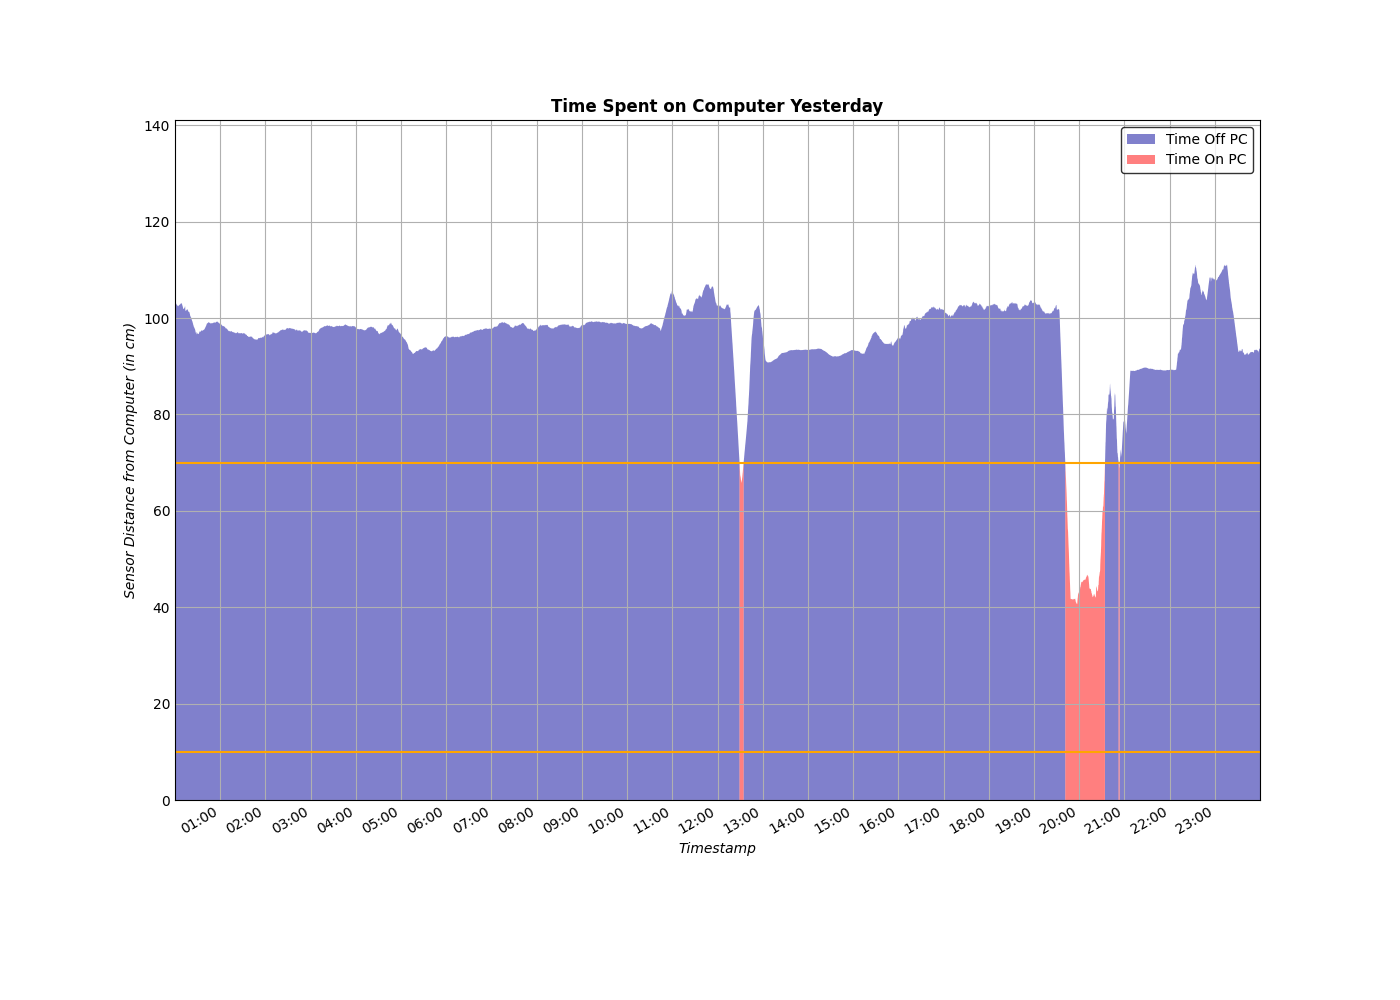 Time Spent on Computer Yesterday
Time Off PC
Time On PC
Sensor Distance from Computer (in cm)
140
120
100
80
60
40
20
0
01:00 02:00 03:00 04:00 05:00 06:00 07:00 08:00 09:00 10:00 11:00 12:00 13:00 14:00 15:00 16:00 17:00 18:00 19:00 20:00 21:00 22:00 23:00
Timestamp